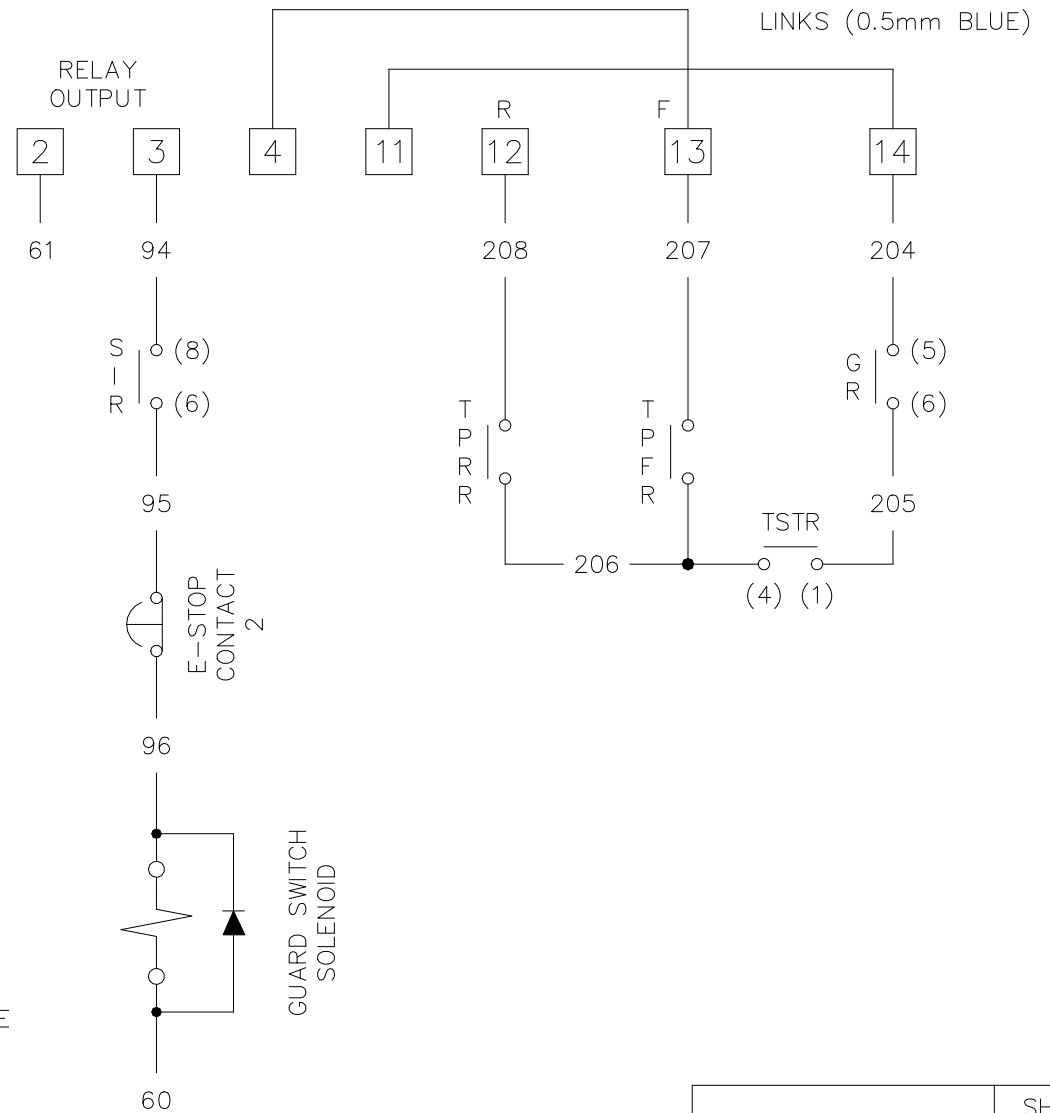 LINKS (0.5mm BLUE)
RELAY
OUTPUT
R
F
2
3
4
11
12
13
14
61
94
208
207
204
S
I
R
(8)
(6)
T
P
R
R
T
P
F
R
G
R
(5)
(6)
95
205
TSTR
206
(4) (1)
E-STOP
CONTACT
2
96
GUARD SWITCH
SOLENOID
E
60
SH